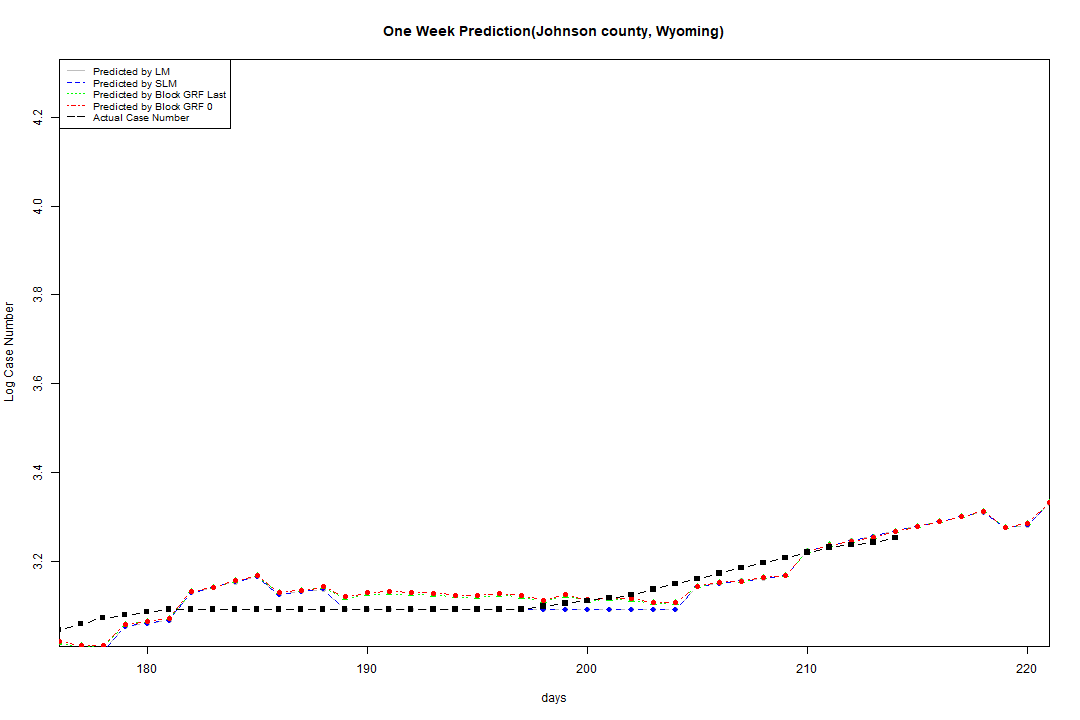 One Week Prediction(Johnson county, Wyoming)
Predicted by LM
Predicted by SLM
Predicted by Block GRF Last
Predicted by Block GRF 0
Actual Case Number
4.2
4.0
3.8
3.6
3.4
3.2
Log Case Number
180 190 200 210 220
days